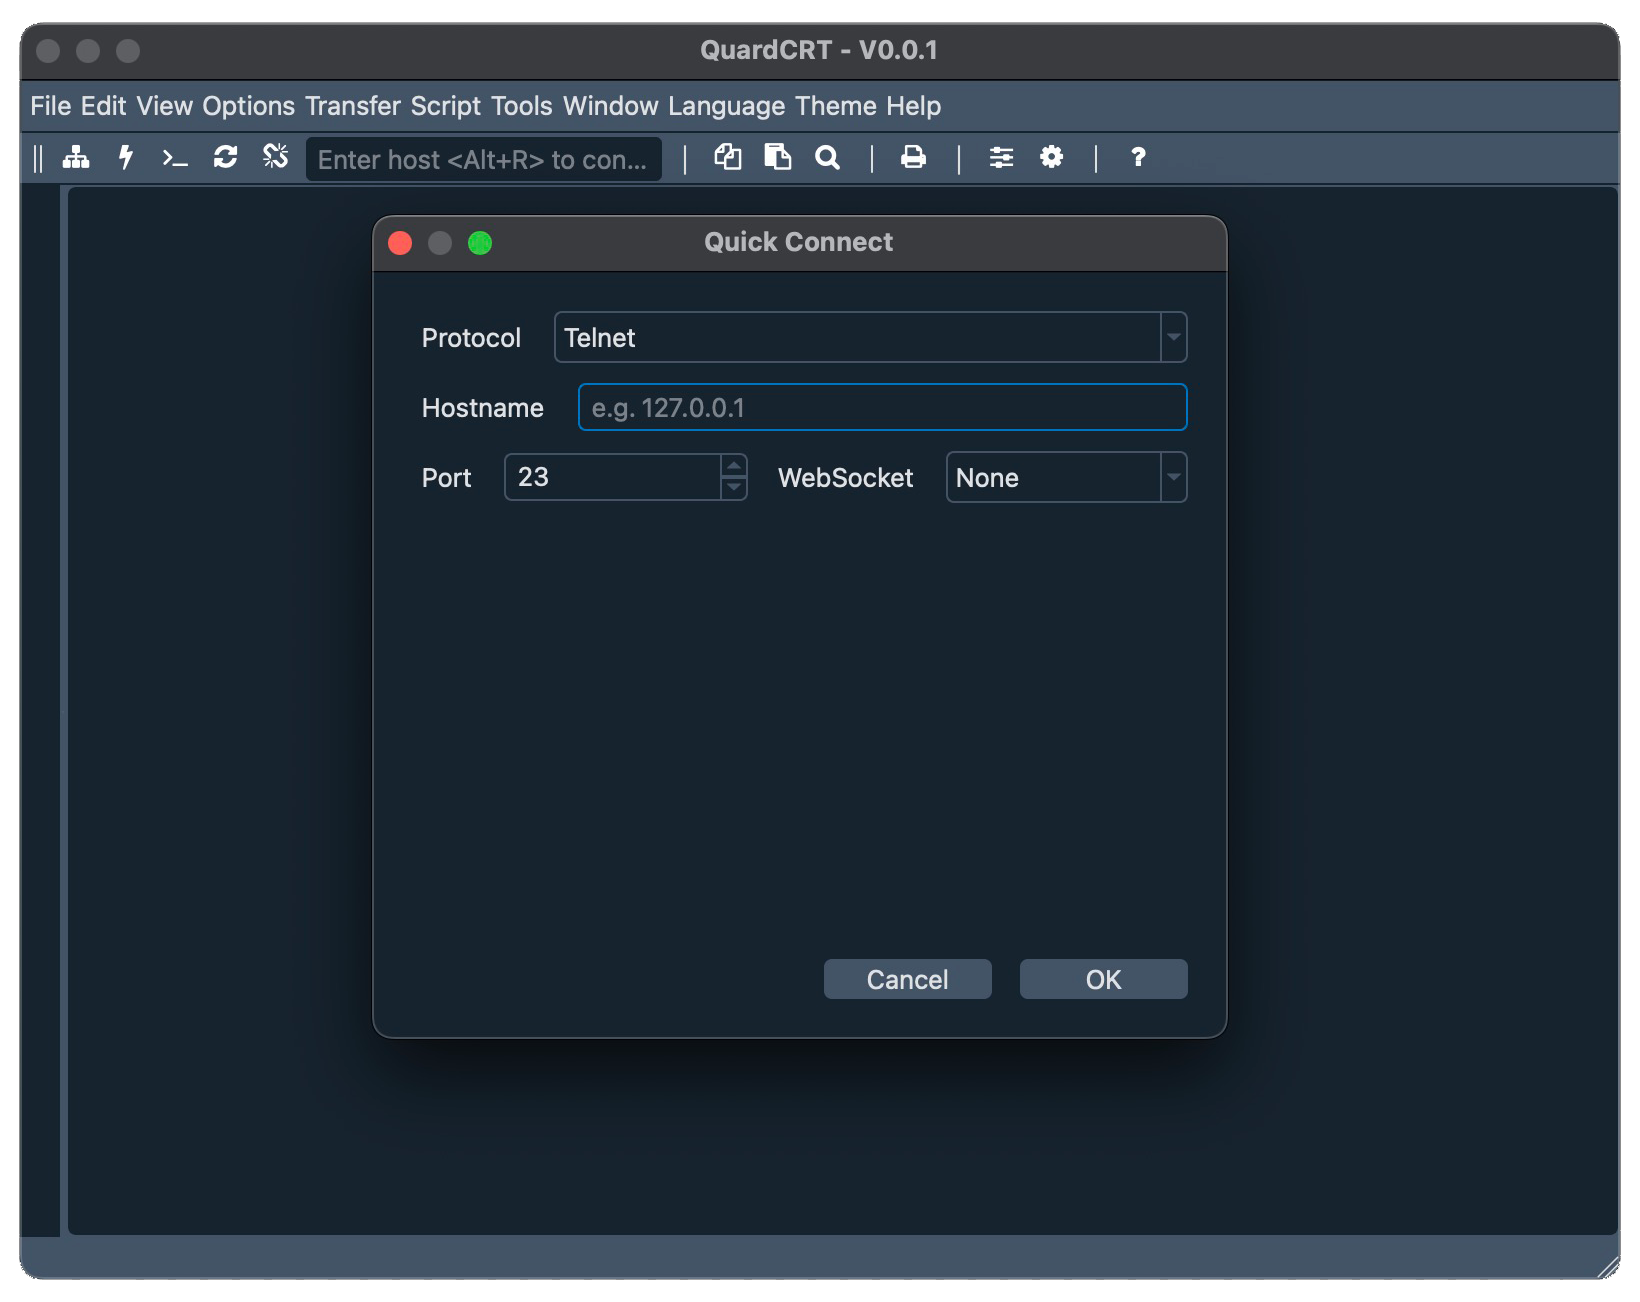 QuardCRT - V0.0.1
File Edit View Options Transfer Script Tools Window Language Theme Help
Enter host <Alt+R> to con...
Quick Connect
Protocol Telnet
Hostname e.g. 127.0.0.1
Port 23 WebSocket None
Cancel OK